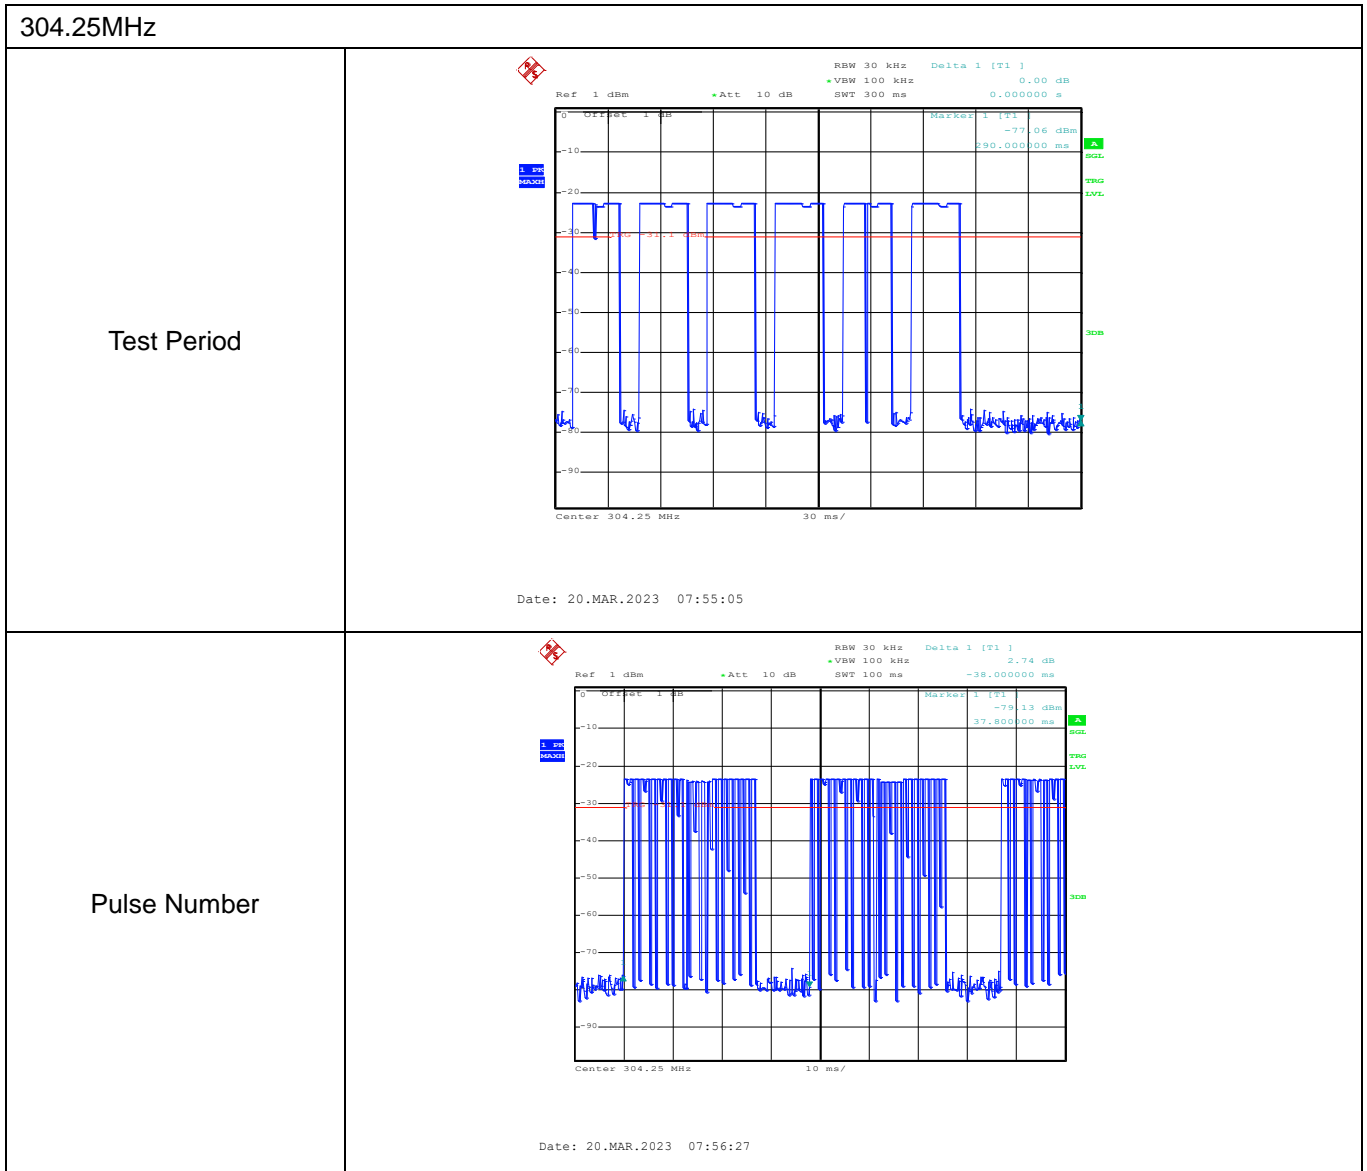 304.25MHz
Test Period
R S
RBW 30 kHz Delta 1 [T1 ]
*VBW 100 kHz 0.00 dB
Ref 1 dBm *Att 10 dB SWT 300 ms 0.000000 s
0 Offset 1 dB Marker 1 [T1 ]
-77.06 dBm
290.000000 ms
A
SGL
TRG
LVL
1 PK
MAXH
-10
-20
-30
TRG -31.1 dBm
-40
-50
-60
-70
-80
-90
3DB
Center 304.25 MHz 30 ms/
Date: 20.MAR.2023 07:55:05
Pulse Number
R S
RBW 30 kHz Delta 1 [T1 ]
*VBW 100 kHz 2.74 dB
Ref 1 dBm *Att 10 dB SWT 100 ms -38.000000 ms
0 Offset 1 dB Marker 1 [T1 ]
-79.13 dBm
37.800000 ms
A
SGL
TRG
LVL
1 PK
MAXH
-10
-20
-30
TRG
-40
-50
-60
-70
-80
-90
3DB
Center 304.25 MHz 10 ms/
Date: 20.MAR.2023 07:56:27